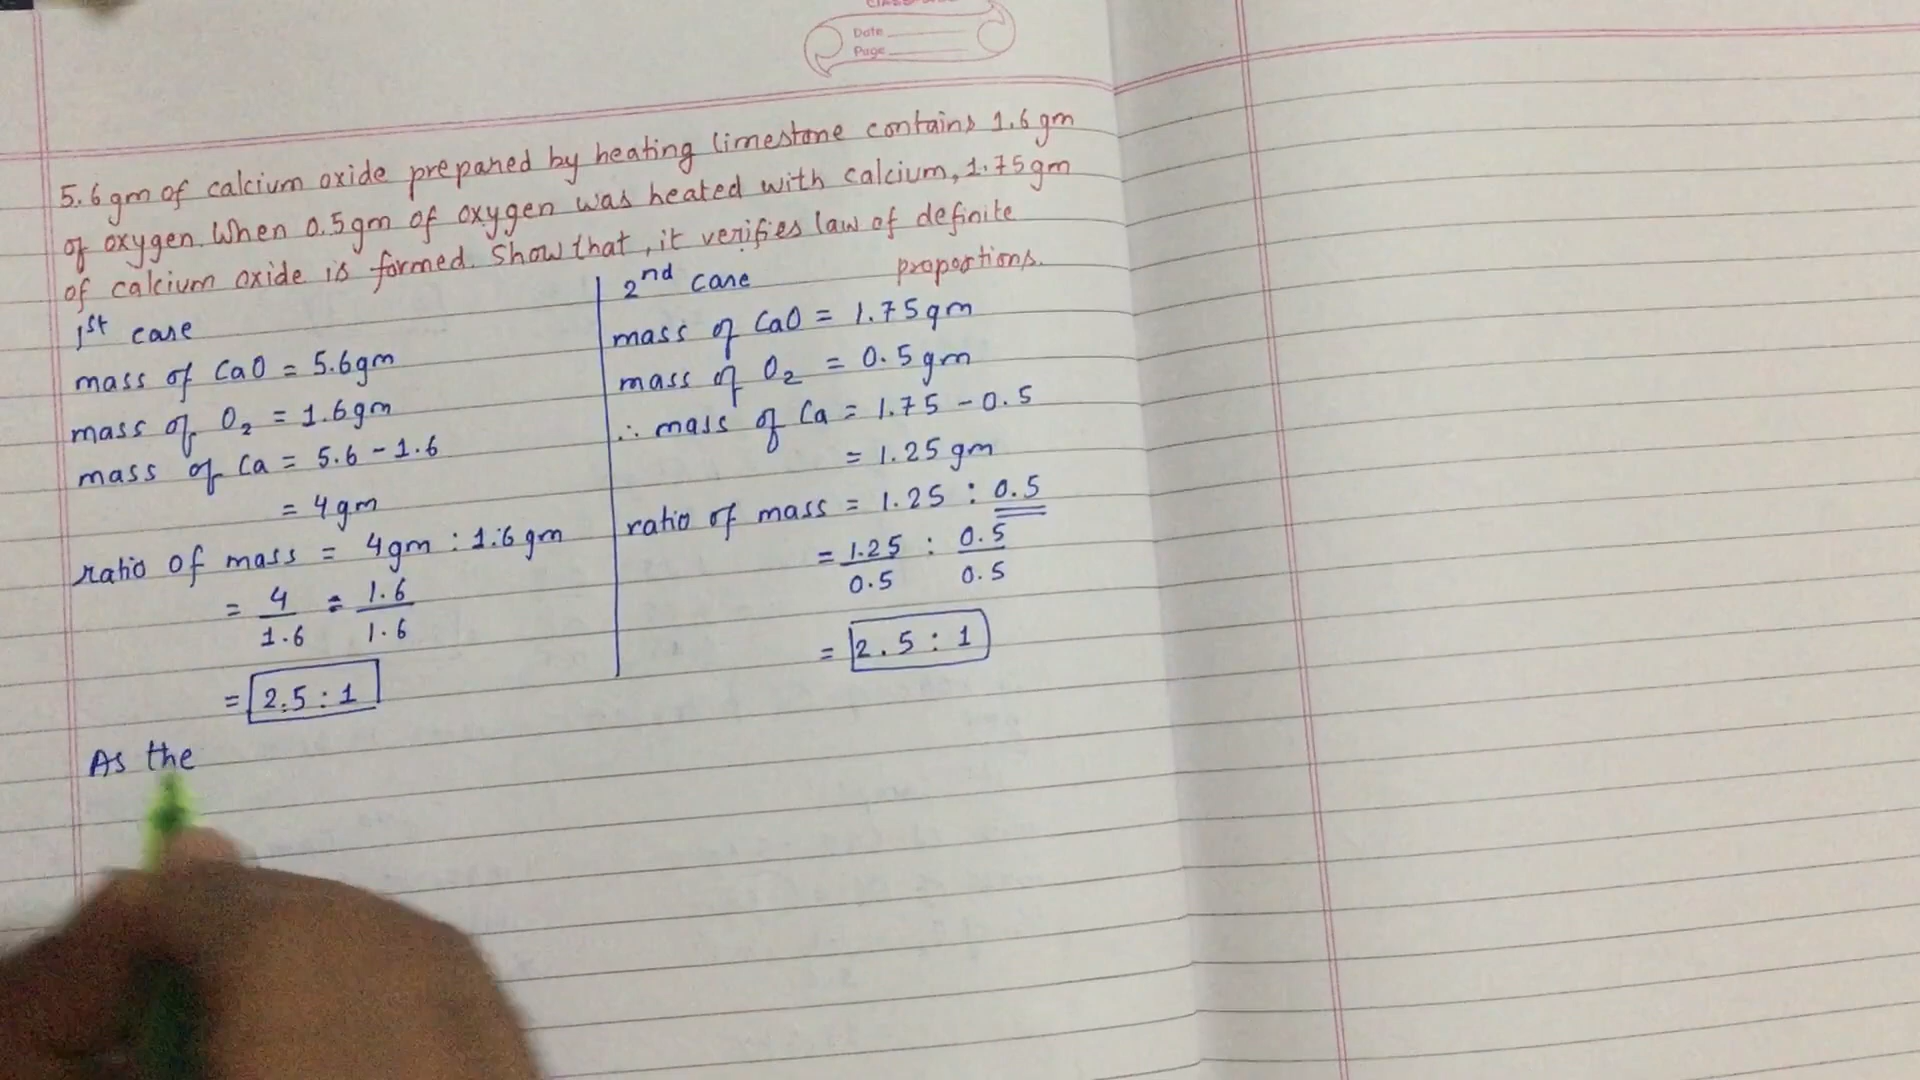 Date
Page
5.6 gm of calcium oxide prepared by heating limestone contains 1.6 gm
of oxygen. When 0.5 gm of oxygen was heated with calcium, 1.75 gm
of calcium oxide is formed. Show that, it verifies law of definite
proportions.
1st case
mass of CaO = 5.6gm
mass of O2 = 1.6gm
mass of Ca = 5.6 - 1.6
= 4gm
ratio of mass = 4gm : 1.6 gm
= 4/1.6 : 1.6/1.6
= 2.5 : 1
2nd case
mass of CaO = 1.75gm
mass of O2 = 0.5 gm
∴ mass of Ca = 1.75 - 0.5
= 1.25 gm
ratio of mass = 1.25 : 0.5
= 1.25/0.5 : 0.5/0.5
= 2.5 : 1
As the